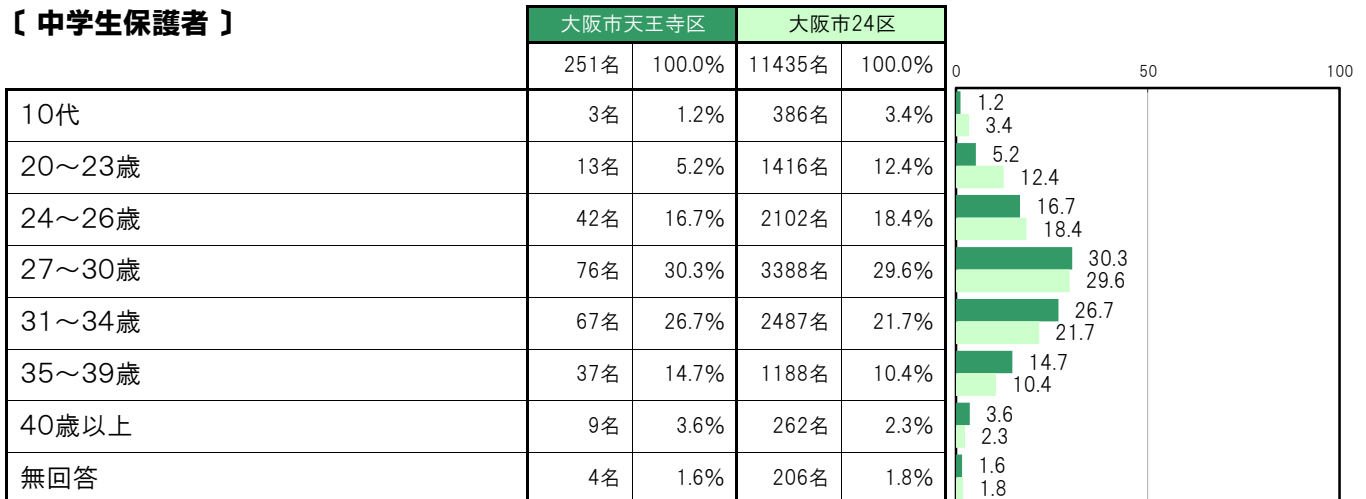 〔 中学生保護者 〕
大阪市天王寺区 大阪市24区
251名 100.0% 11435名 100.0%
0 50 100
10代 3名 1.2% 386名 3.4% 1.2 3.4
20～23歳 13名 5.2% 1416名 12.4% 5.2 12.4
24～26歳 42名 16.7% 2102名 18.4% 16.7 18.4
27～30歳 76名 30.3% 3388名 29.6% 30.3 29.6
31～34歳 67名 26.7% 2487名 21.7% 26.7 21.7
35～39歳 37名 14.7% 1188名 10.4% 14.7 10.4
40歳以上 9名 3.6% 262名 2.3% 3.6 2.3
無回答 4名 1.6% 206名 1.8% 1.6 1.8